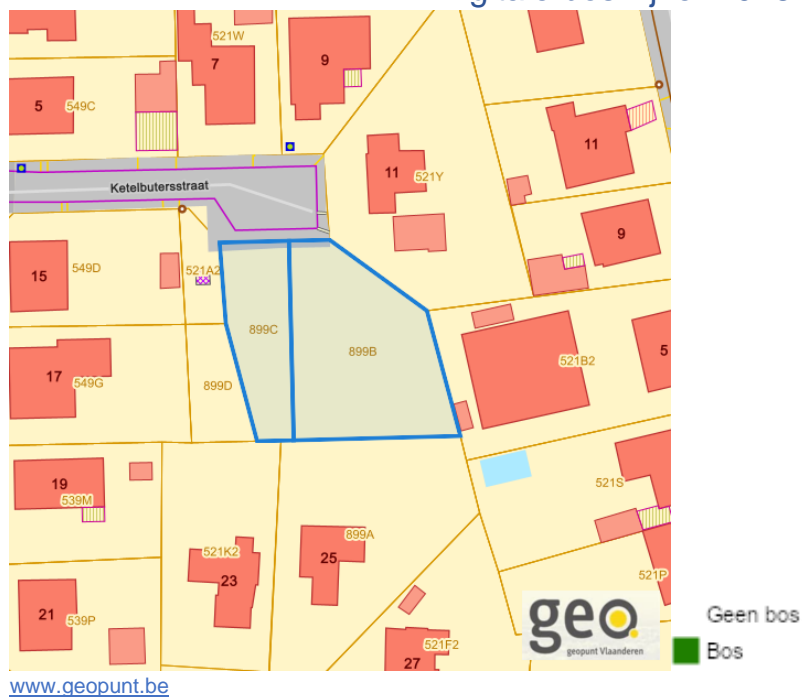 521W
7
9
5
549C
11
521Y
11
Ketelbutersstraat
9
15
549D
521A2
899C
899B
5
521B2
17
549G
899D
19
539M
521S
25
899A
521K2
23
521P
21
539P
521F2
27
geo
geopunt Vlaanderen
Geen bos
Bos
www.geopunt.be